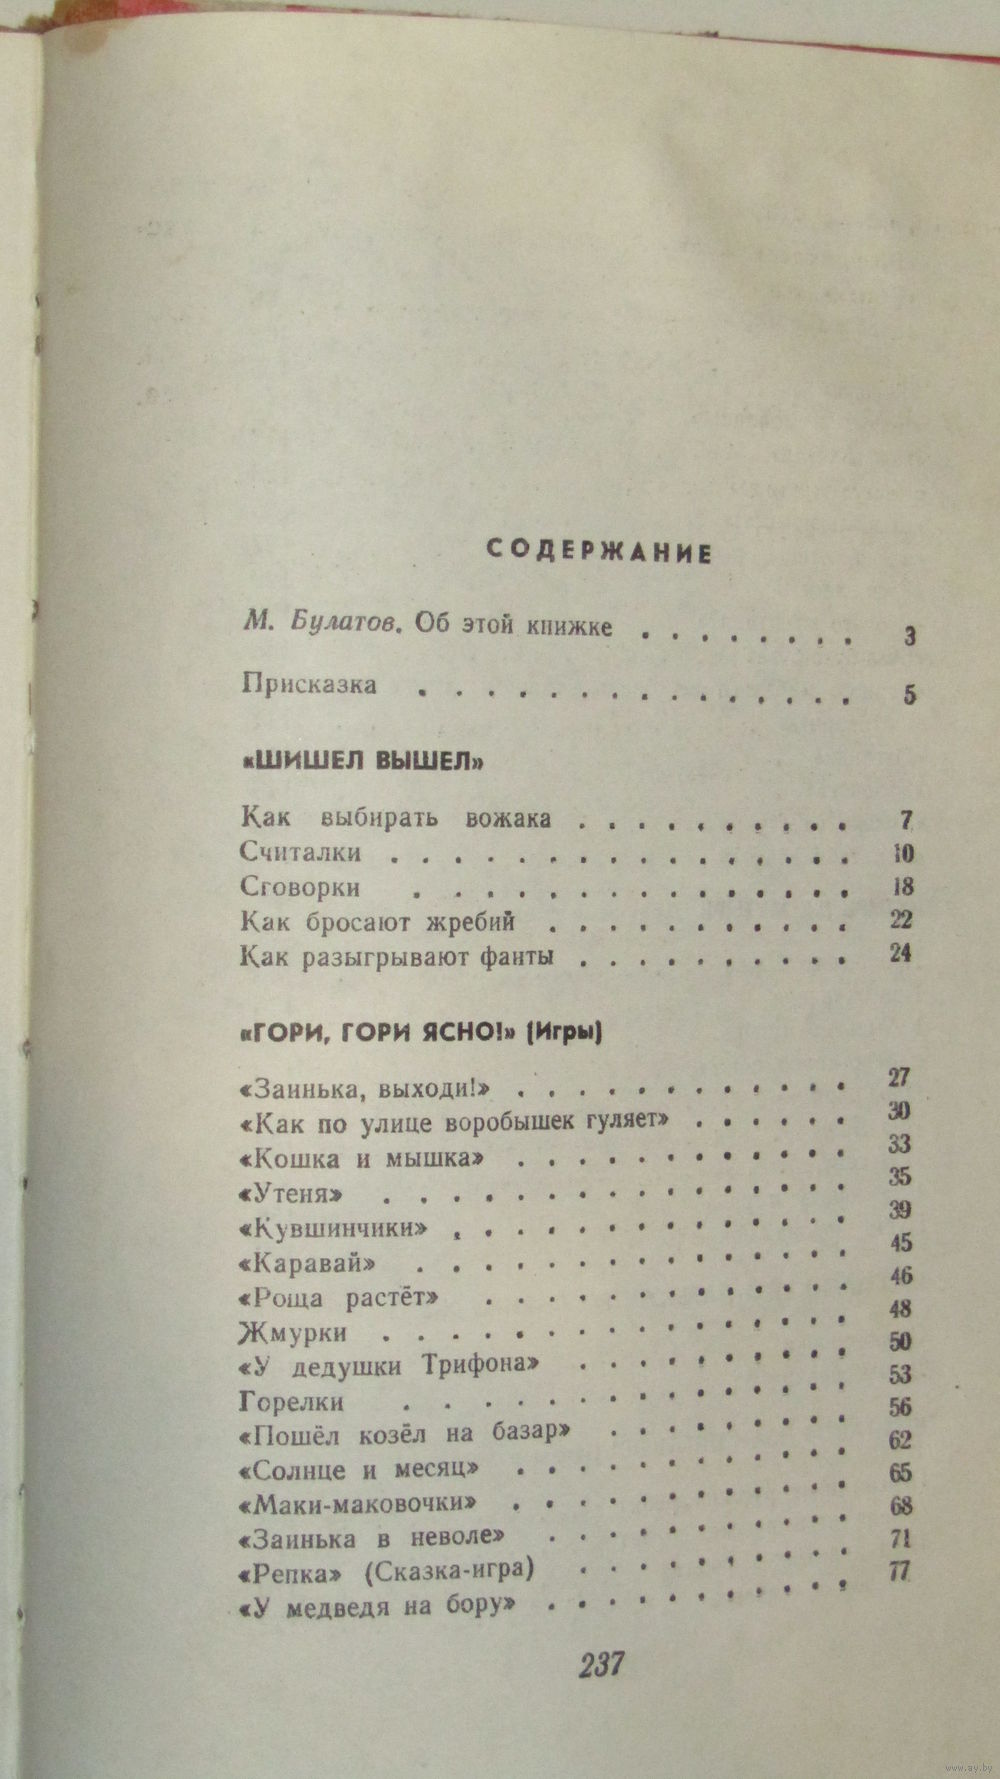 СОДЕРЖАНИЕ
М. Булатов. Об этой книжке . . . . . . . . 3
Присказка . . . . . . . . . . . . . . 5
«ШИШЕЛ ВЫШЕЛ»
Как выбирать вожака . . . . . . . . . . 7
Считалки . . . . . . . . . . . . . . . 10
Сговорки . . . . . . . . . . . . . . 18
Как бросают жребий . . . . . . . . . . 22
Как разыгрывают фанты . . . . . . . . . 24
«ГОРИ, ГОРИ ЯСНО!» (Игры)
«Заинька, выходи!» . . . . . . . . . . . 27
«Как по улице воробышек гуляет» . . . . . . 30
«Кошка и мышка» . . . . . . . . . . . 33
«Утеня» . . . . . . . . . . . . . . . 35
«Кувшинчики» . . . . . . . . . . . . . 39
«Каравай» . . . . . . . . . . . . . . 45
«Роща растёт» . . . . . . . . . . . . 46
Жмурки . . . . . . . . . . . . . . . 48
«У дедушки Трифона» . . . . . . . . . 50
Горелки . . . . . . . . . . . . . . 53
«Пошёл козёл на базар» . . . . . . . . 56
«Солнце и месяц» . . . . . . . . . . . 62
«Маки-маковочки» . . . . . . . . . . . 65
«Заинька в неволе» . . . . . . . . . . 68
«Репка» (Сказка-игра) . . . . . . . . . 71
«У медведя на бору» . . . . . . . . . . 77
237
www.ay.by